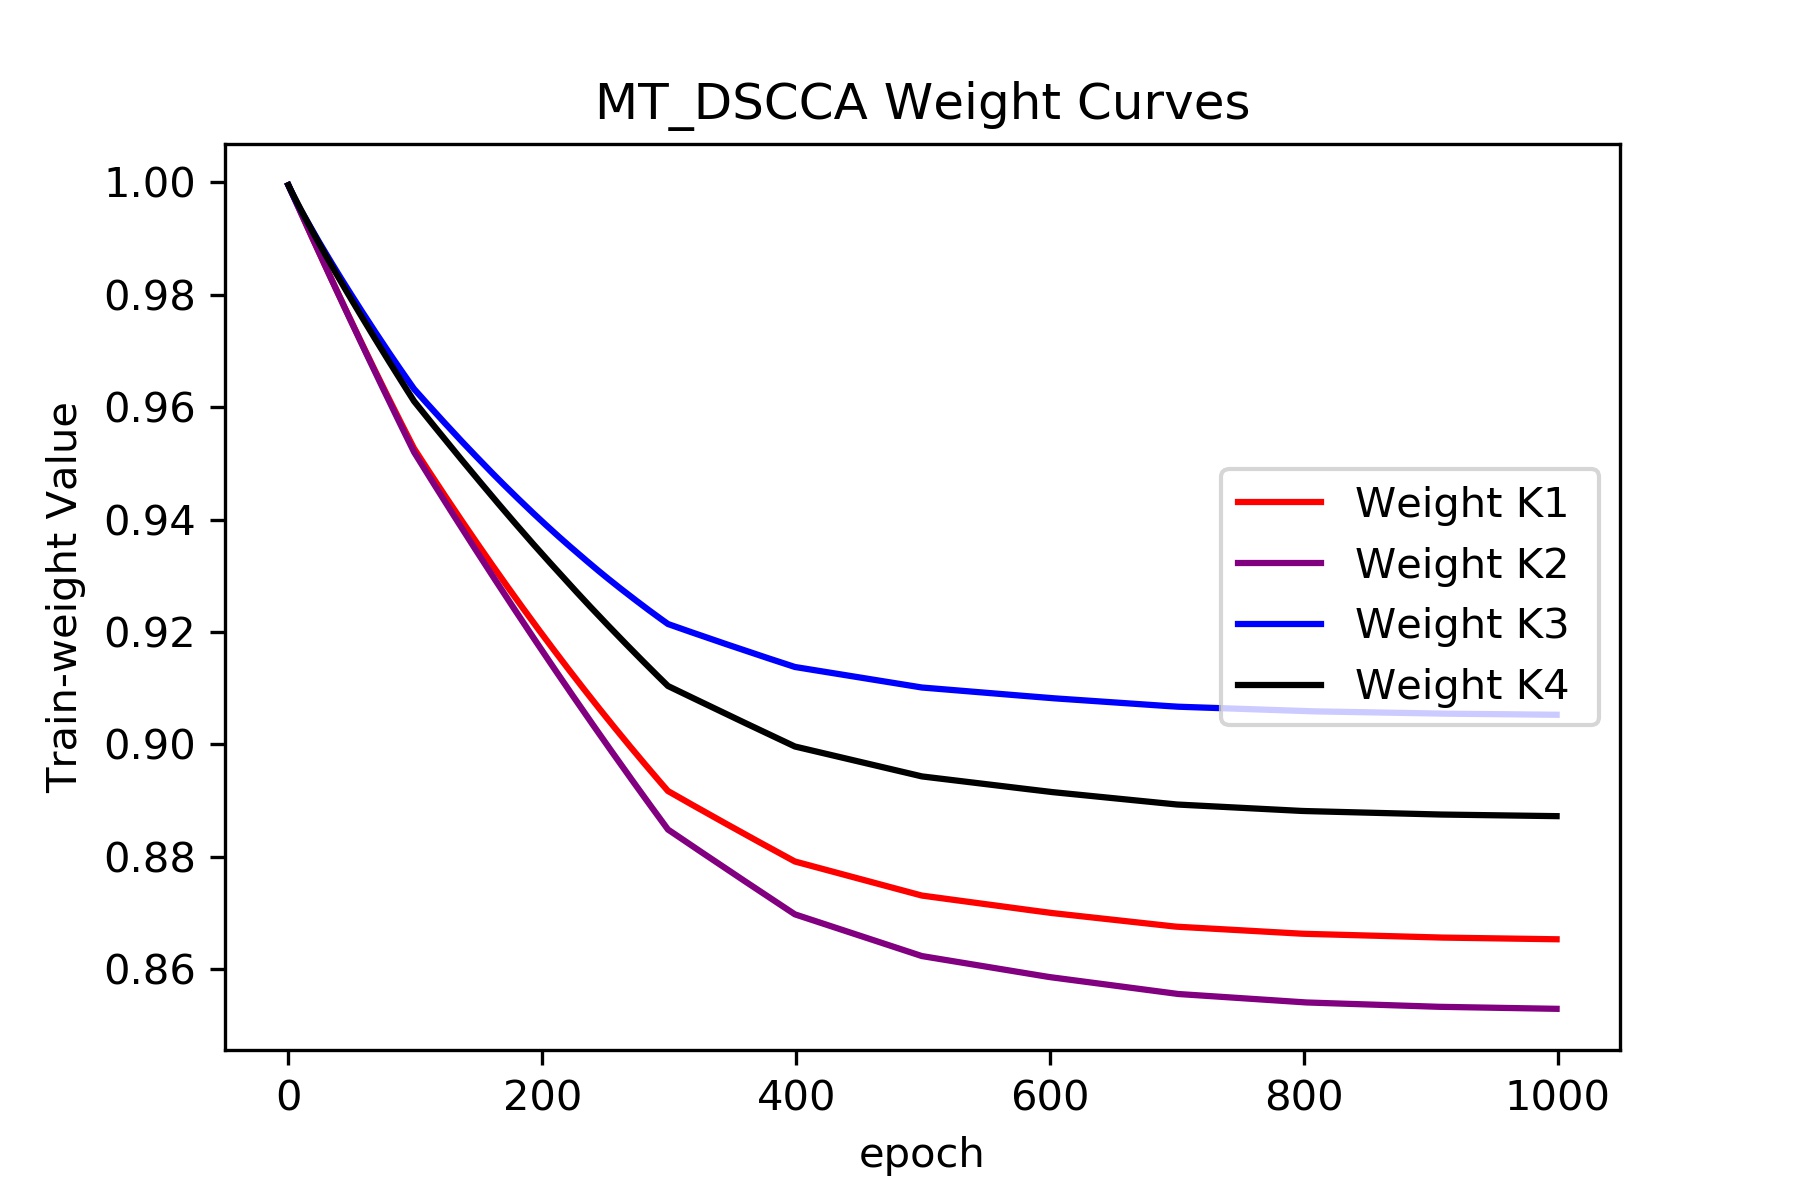 MT_DSCCA Weight Curves
Train-weight Value
1.00
0.98
0.96
0.94
0.92
0.90
0.88
0.86
Weight K1
Weight K2
Weight K3
Weight K4
0 200 400 600 800 1000
epoch